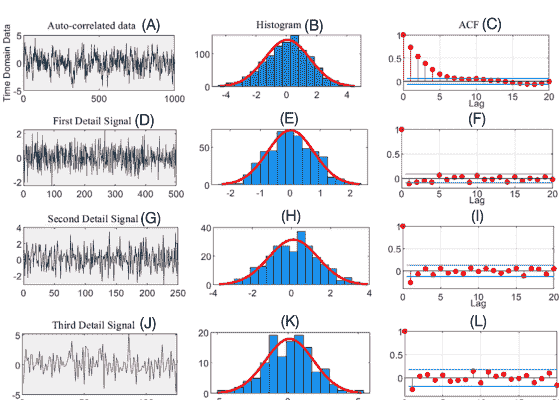 Auto-correlated data (A)
Histogram (B)
ACF (C)
Time Domain Data
5
0
-5
0 500 1000
100
0
-4 -2 0 2 4
1
0.5
0
0 5 10 15 20
Lag
First Detail Signal (D)
(E)
(F)
2
0
-2
0 100 200 300 400 500
50
0
-2 -1 0 1 2
1
0.5
0
0 5 10 15 20
Lag
Second Detail Signal (G)
(H)
(I)
4
2
0
-2
0 50 100 150 200 250
40
20
0
-4 -2 0 2 4
1
0.5
0
0 5 10 15 20
Lag
Third Detail Signal (J)
(K)
(L)
5
0
20
10
0
1
0.5
0